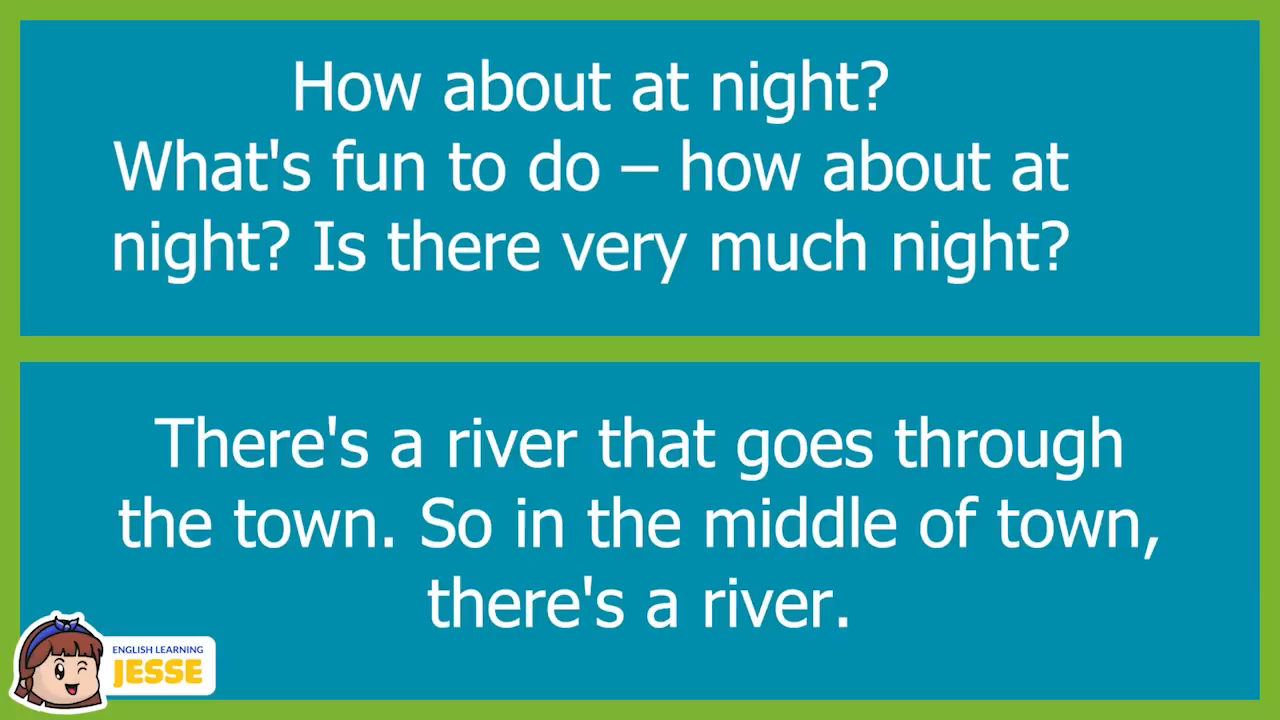 How about at night?
What's fun to do – how about at
night? Is there very much night?
There's a river that goes through
the town. So in the middle of town,
there's a river.
ENGLISH LEARNING
JESSE